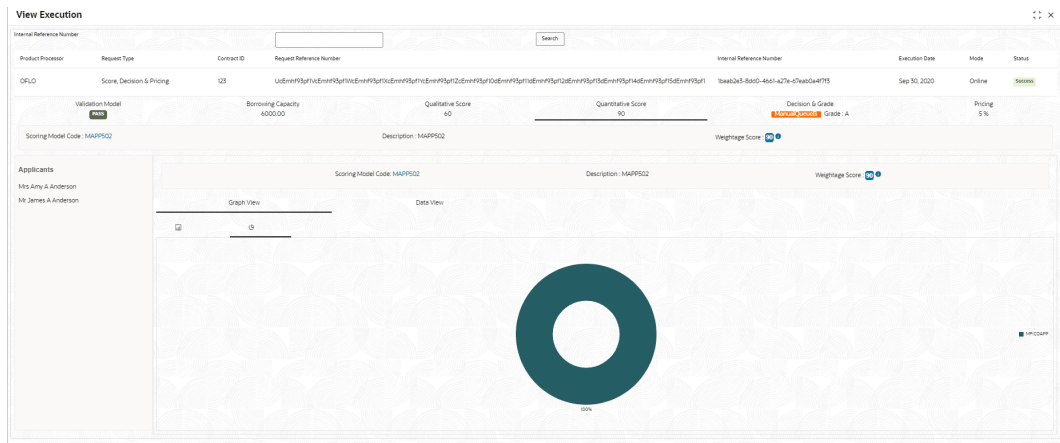 View Execution
Internal Reference Number
Search
Product Processor Request Type Contract ID Request Reference Number Internal Reference Number Execution Date Mode Status
OFLO Score, Decision & Pricing 123 Sep 30, 2020 Online Success
Validation Model Borrowing Capacity Qualitative Score Quantitative Score Decision & Grade Pricing
PASS 6000.00 60 90 Grade : A 5 %
Scoring Model Code : MAPP502 Description : MAPP502 Weightage Score : 90
Applicants
Scoring Model Code: MAPP502 Description : MAPP502 Weightage Score : 90
Mrs Amy A Anderson
Mr James A Anderson
Graph View Data View
100%